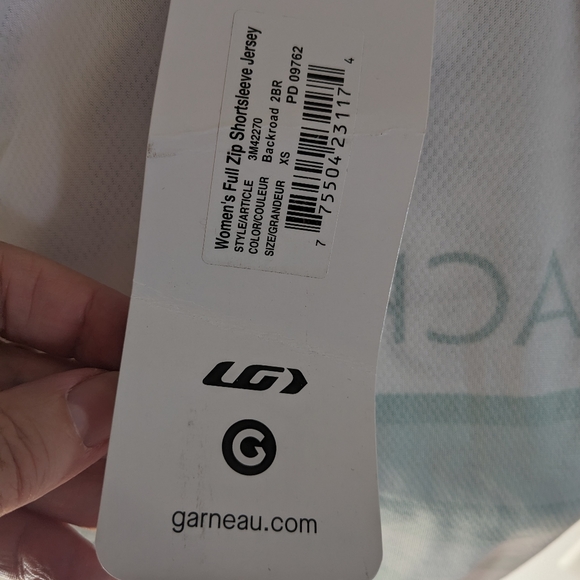 Women's Full Zip Shortsleeve Jersey
STYLE/ARTICLE 3M42270
COLOR/COULEUR Backroad 2BR
SIZE/GRANDEUR XS PD 09762
7 75504 23117 4
LG
G
garneau.com